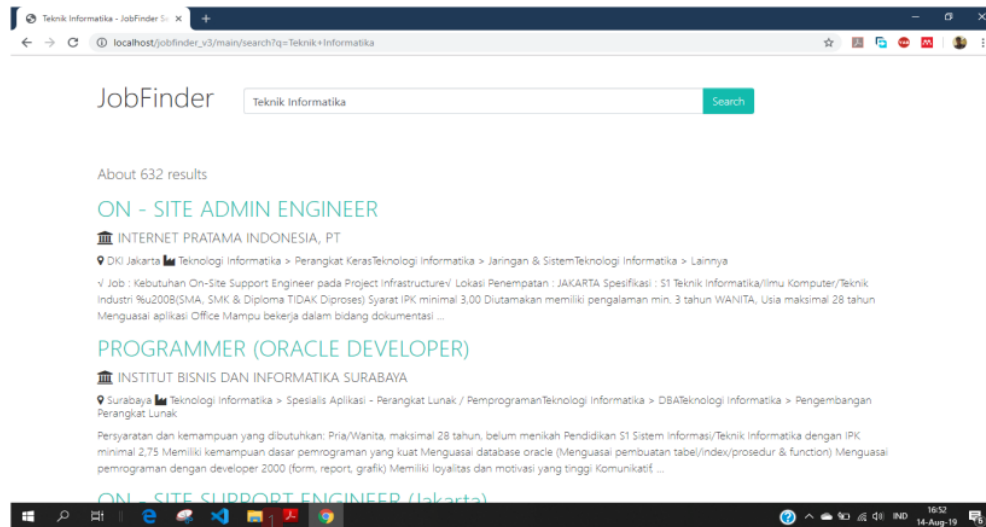 Teknik Informatika - JobFinder Se
localhost/jobfinder_v3/main/search?q=Teknik+Informatika
JobFinder
Teknik Informatika
Search
About 632 results
ON - SITE ADMIN ENGINEER
INTERNET PRATAMA INDONESIA, PT
DKI Jakarta Teknologi Informatika > Perangkat KerasTeknologi Informatika > Jaringan & SistemTeknologi Informatika > Lainnya
√ Job : Kebutuhan On-Site Support Engineer pada Project Infrastructure√ Lokasi Penempatan : JAKARTA Spesifikasi : S1 Teknik Informatika/Ilmu Komputer/Teknik
Industri %u200B(SMA, SMK & Diploma TIDAK Diproses) Syarat IPK minimal 3,00 Diutamakan memiliki pengalaman min. 3 tahun WANITA, Usia maksimal 28 tahun
Menguasai aplikasi Office Mampu bekerja dalam bidang dokumentasi ...
PROGRAMMER (ORACLE DEVELOPER)
INSTITUT BISNIS DAN INFORMATIKA SURABAYA
Surabaya Teknologi Informatika > Spesialis Aplikasi - Perangkat Lunak / PemprogramanTeknologi Informatika > DBATeknologi Informatika > Pengembangan
Perangkat Lunak
Persyaratan dan kemampuan yang dibutuhkan: Pria/Wanita, maksimal 28 tahun, belum menikah Pendidikan S1 Sistem Informasi/Teknik Informatika dengan IPK
minimal 2,75 Memiliki kemampuan dasar pemrograman yang kuat Menguasai database oracle (Menguasai pembuatan tabel/index/prosedur & function) Menguasai
pemrograman dengan developer 2000 (form, report, grafik) Memiliki loyalitas dan motivasi yang tinggi Komunikatif, ...
ON - SITE SUPPORT ENGINEER (Jakarta)
IND
16:52
14-Aug-19